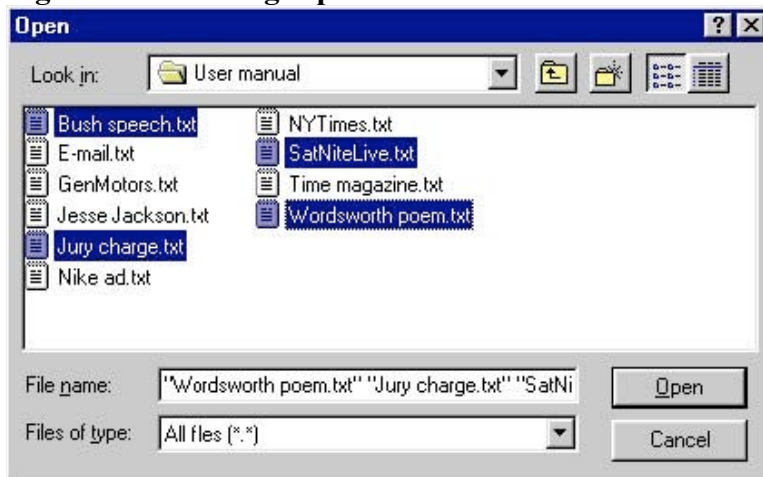 Open
Look in: User manual
Bush speech.txt
E-mail.txt
GenMotors.txt
Jesse Jackson.txt
Jury charge.txt
Nike ad.txt
NYTimes.txt
SatNiteLive.txt
Time magazine.txt
Wordsworth poem.txt
File name: "Wordsworth poem.txt" "Jury charge.txt" "SatNi
Open
Files of type: All fles (*.*)
Cancel